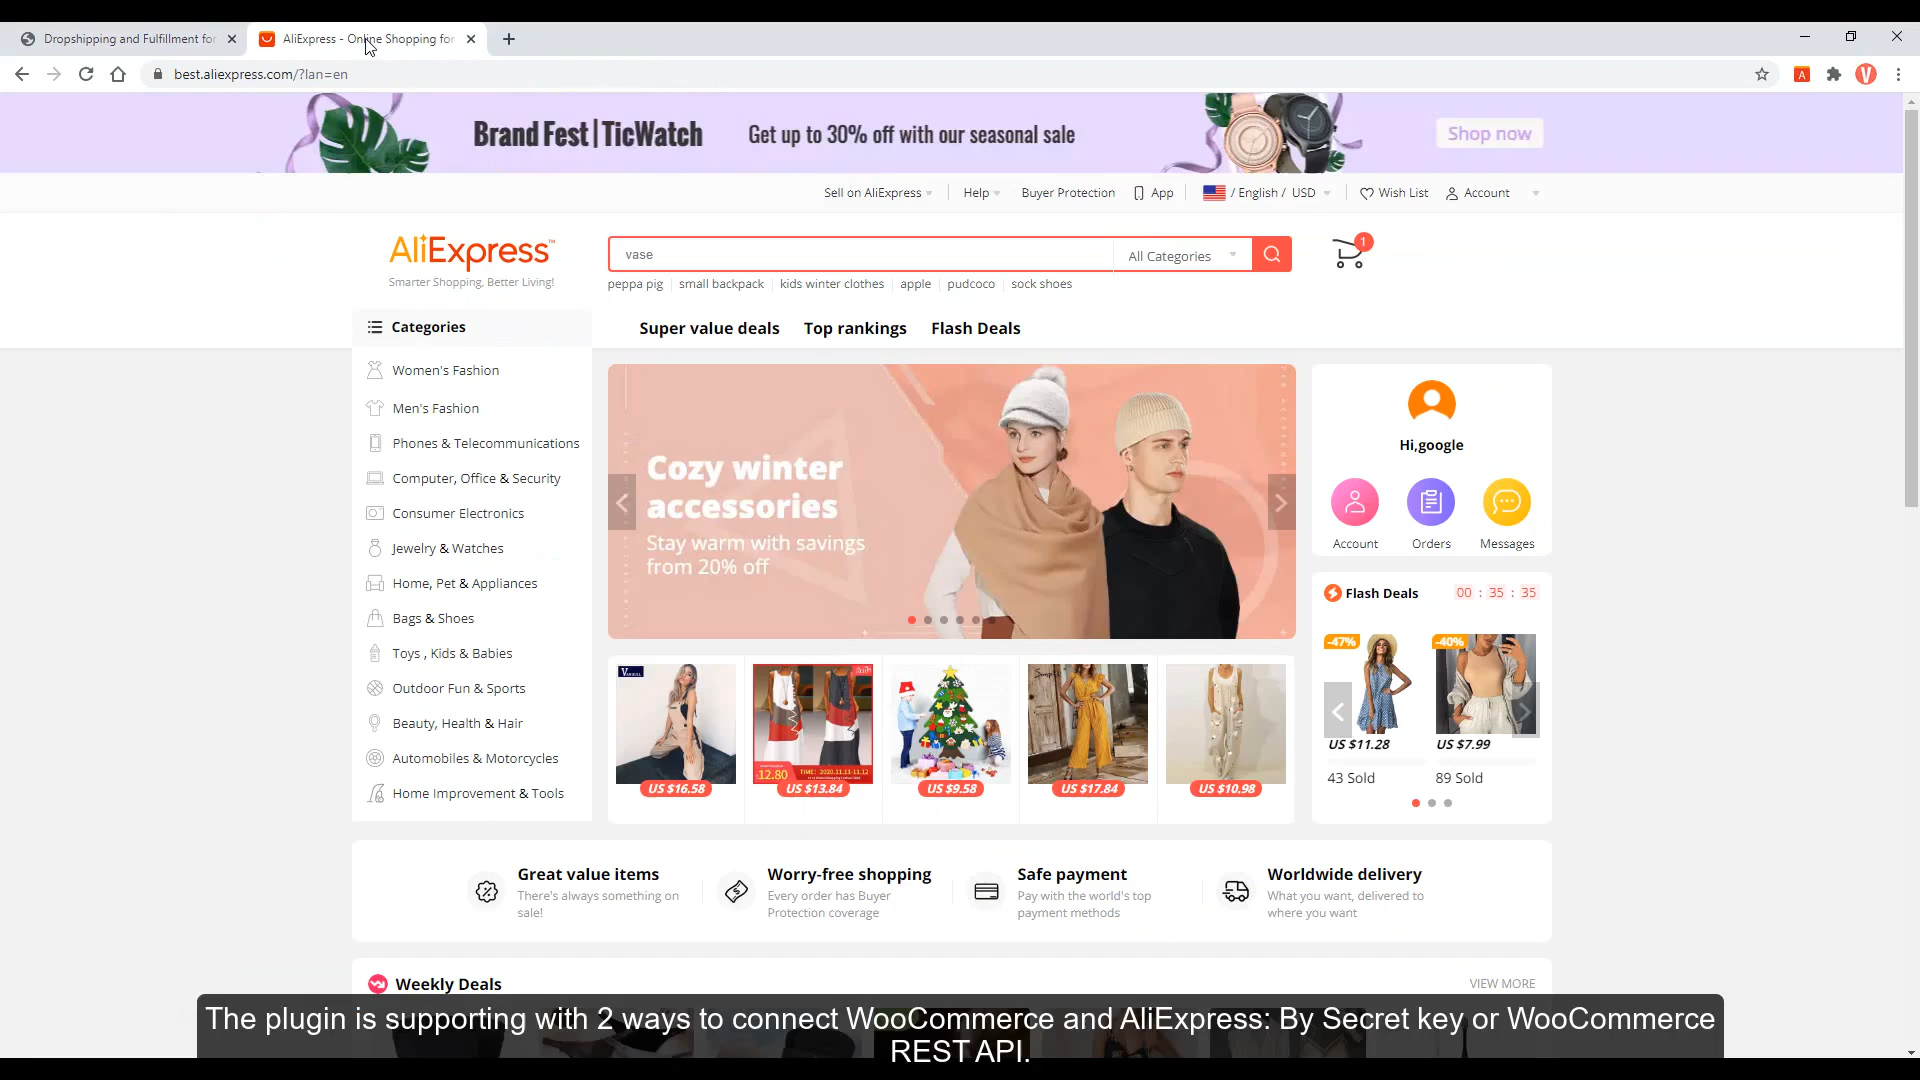 Dropshipping and Fulfillment for
AliExpress - Online Shopping for
best.aliexpress.com/?lan=en
Brand Fest | TicWatch
Get up to 30% off with our seasonal sale
Shop now
Sell on AliExpress
Help
Buyer Protection
App
/ English / USD
Wish List
Account
AliExpress
Smarter Shopping, Better Living!
vase
All Categories
1
peppa pig
small backpack
kids winter clothes
apple
pudcoco
sock shoes
Categories
Super value deals
Top rankings
Flash Deals
Women's Fashion
Men's Fashion
Phones & Telecommunications
Computer, Office & Security
Consumer Electronics
Jewelry & Watches
Home, Pet & Appliances
Bags & Shoes
Toys , Kids & Babies
Outdoor Fun & Sports
Beauty, Health & Hair
Automobiles & Motorcycles
Home Improvement & Tools
Cozy winter
accessories
Stay warm with savings
from 20% off
Hi,google
Account
Orders
Messages
Flash Deals
00 : 35 : 35
-47%
-40%
US $11.28
US $7.99
43 Sold
89 Sold
12.80
TIME: 2020.11.11-11.12
US $16.58
US $13.84
US $9.58
US $17.84
US $10.98
Great value items
There's always something on
sale!
Worry-free shopping
Every order has Buyer
Protection coverage
Safe payment
Pay with the world's top
payment methods
Worldwide delivery
What you want, delivered to
where you want
Weekly Deals
VIEW MORE
The plugin is supporting with 2 ways to connect WooCommerce and AliExpress: By Secret key or WooCommerce
REST API.